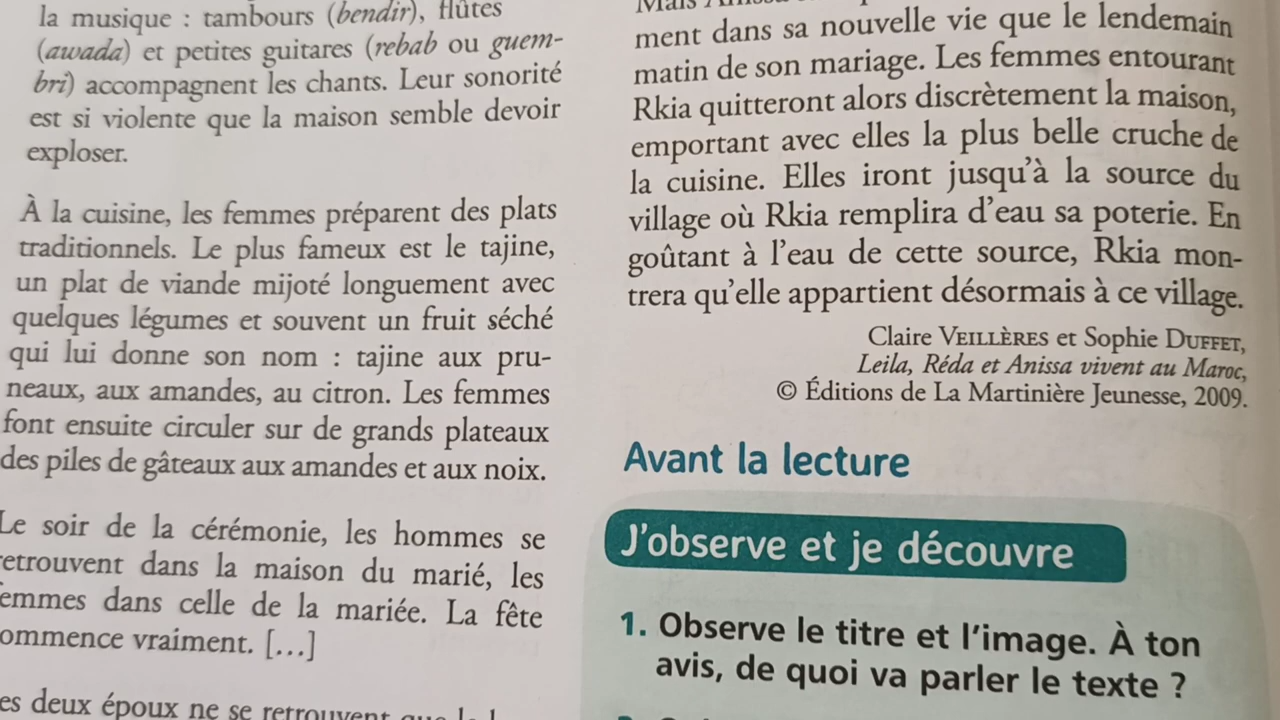 la musique : tambours (bendir), flûtes
(awada) et petites guitares (rebab ou guem-
bri) accompagnent les chants. Leur sonorité
est si violente que la maison semble devoir
exploser.
À la cuisine, les femmes préparent des plats
traditionnels. Le plus fameux est le tajine,
un plat de viande mijoté longuement avec
quelques légumes et souvent un fruit séché
qui lui donne son nom : tajine aux pru-
neaux, aux amandes, au citron. Les femmes
font ensuite circuler sur de grands plateaux
des piles de gâteaux aux amandes et aux noix.
Le soir de la cérémonie, les hommes se
etrouvent dans la maison du marié, les
emmes dans celle de la mariée. La fête
ommence vraiment. [...]
es deux époux ne se retrouvent que
Mais
ment dans sa nouvelle vie que le lendemain
matin de son mariage. Les femmes entourant
Rkia quitteront alors discrètement la maison,
emportant avec elles la plus belle cruche de
la cuisine. Elles iront jusqu'à la source du
village où Rkia remplira d'eau sa poterie. En
goûtant à l'eau de cette source, Rkia mon-
trera qu'elle appartient désormais à ce village.
Claire VEILLÈRES et Sophie DUFFET,
Leila, Réda et Anissa vivent au Maroc,
© Éditions de La Martinière Jeunesse, 2009.
Avant la lecture
J'observe et je découvre
1. Observe le titre et l'image. À ton
avis, de quoi va parler le texte ?